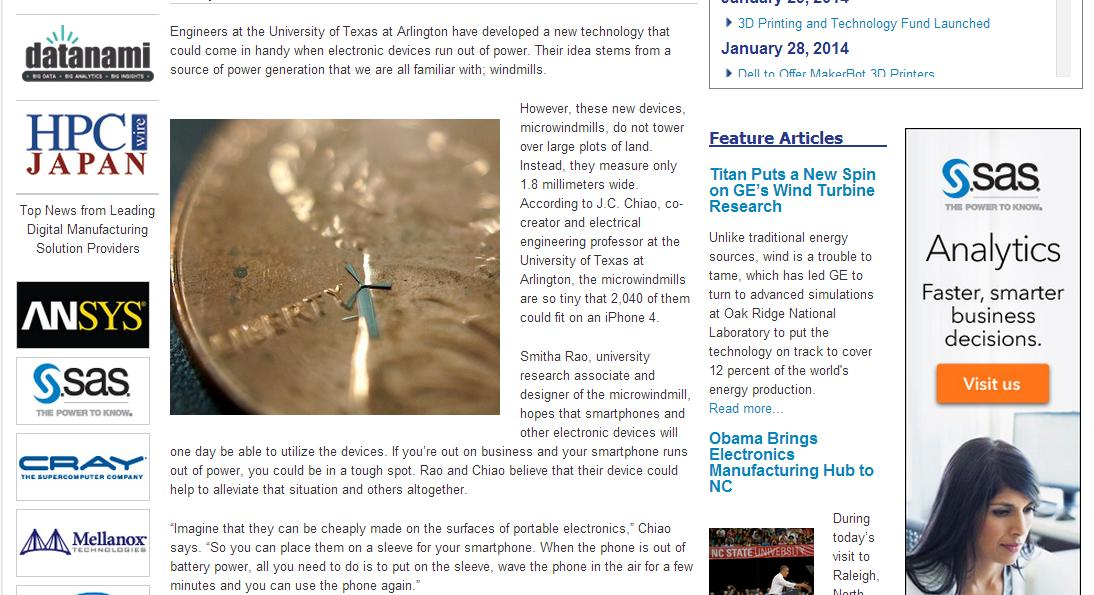 datanami
BIG DATA • BIG ANALYTICS • BIG INSIGHTS
HPC wire
JAPAN
Top News from Leading
Digital Manufacturing
Solution Providers
ANSYS®
sas.
THE POWER TO KNOW.
CRAY
THE SUPERCOMPUTER COMPANY
Mellanox
TECHNOLOGIES
Engineers at the University of Texas at Arlington have developed a new technology that
could come in handy when electronic devices run out of power. Their idea stems from a
source of power generation that we are all familiar with; windmills.
LIBERTY
However, these new devices,
microwindmills, do not tower
over large plots of land.
Instead, they measure only
1.8 millimeters wide.
According to J.C. Chiao, co-
creator and electrical
engineering professor at the
University of Texas at
Arlington, the microwindmills
are so tiny that 2,040 of them
could fit on an iPhone 4.
Smitha Rao, university
research associate and
designer of the microwindmill,
hopes that smartphones and
other electronic devices will
one day be able to utilize the devices. If you're out on business and your smartphone runs
out of power, you could be in a tough spot. Rao and Chiao believe that their device could
help to alleviate that situation and others altogether.
“Imagine that they can be cheaply made on the surfaces of portable electronics,” Chiao
says. “So you can place them on a sleeve for your smartphone. When the phone is out of
battery power, all you need to do is to put on the sleeve, wave the phone in the air for a few
minutes and you can use the phone again.”
3D Printing and Technology Fund Launched
January 28, 2014
Dell to Offer MakerBot 3D Printers
Feature Articles
Titan Puts a New Spin
on GE's Wind Turbine
Research
Unlike traditional energy
sources, wind is a trouble to
tame, which has led GE to
turn to advanced simulations
at Oak Ridge National
Laboratory to put the
technology on track to cover
12 percent of the world's
energy production.
Read more...
Obama Brings
Electronics
Manufacturing Hub to
NC
NC STATE UNIVERSITY
During
today's
visit to
Raleigh,
North
sas.
THE POWER TO KNOW.
Analytics
Faster, smarter
business
decisions.
Visit us